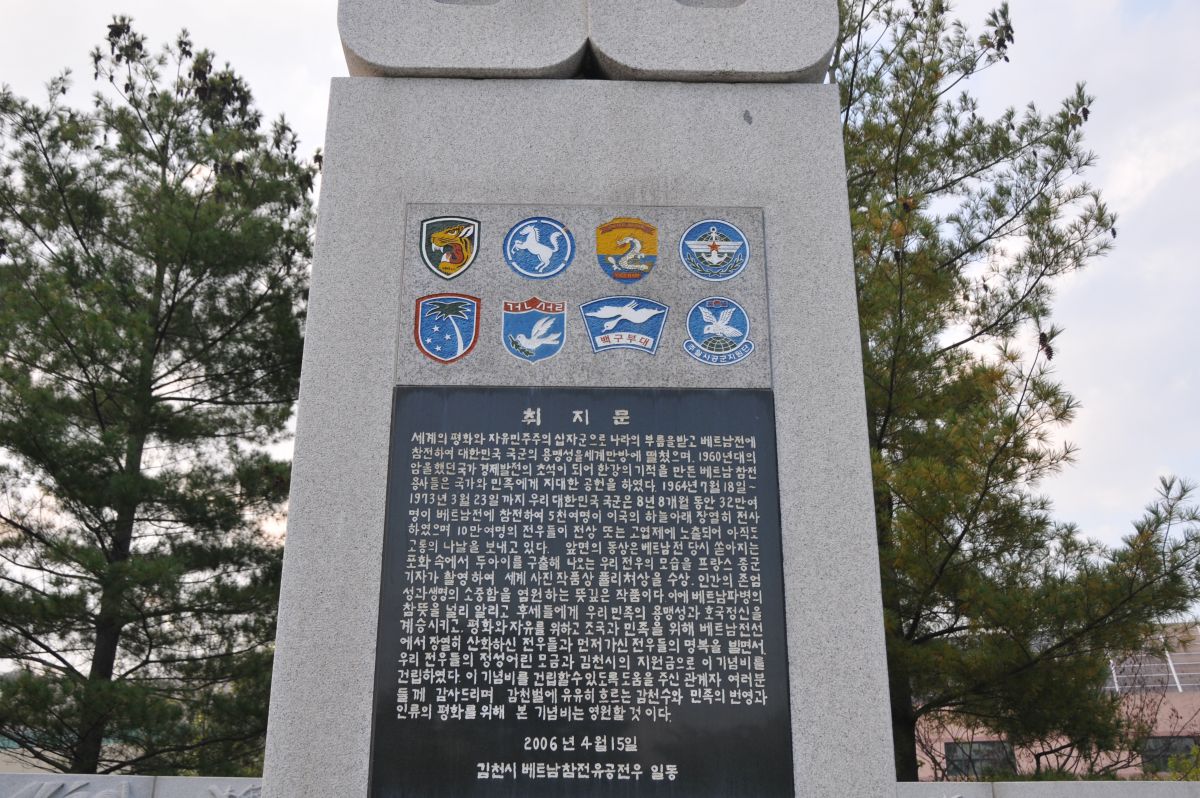 건설
백구부대
주월사공군지원단
취지문
세계의 평화와 자유민주주의 십자군으로 나라의 부름을받고 베트남전에
참전하여 대한민국 국군의 용맹성을세계만방에 떨쳤으며, 1960년대의
암울했던국가 경제발전의 초석이 되어 한강의기적을 만든 베트남 참전
용사들은 국가와 민족에게 지대한 공헌을 하였다. 1964년 7월 18일-
1973년 3월 23일 까지 우리 대한민국 국군은 8년 8개월 동안 32만여
명이 베트남전에 참전하여 5천여명이 이국의 하늘아래 장열히 전사
하였으며 10만여명의 전우들이 전상 또는 고엽제에 노출되어 아직도
고통의 나날을 보내고 있다. 앞면의 동상은 베트남전 당시 쏟아지는
포화 속에서 두아이를 구출해 나오는 우리 전우의 모습을 프랑스 종군
기자가 촬영하여 세계 사진 작품상 퓰리처상을 수상. 인간의 존엄
성과생명의 소중함을 염원하는 뜻깊은 작품이다. 이에 베트남파병의
참뜻을 널리 알리고 후세들에게 우리 민족의 용맹성과 호국정신을
계승시키고 평화와자유를 위하고 조국과 민족을 위해 베트남전선
에서 장열히 산화하신 전우들과 먼저가신 전우들의 명복을 빌면서
우리 전우들의 정성어린 모금과 김천시의 지원금으로 이 기념비를
건립하였다. 이 기념비를 건립할수있도록 도움을 주신 관계자 여러분
들께 감사드리며 감천벌에 유유히 흐르는 감천수와 민족의 번영과
인류의 평화를 위해 본 기념비는 영원할 것 이다.
2006년 4월 15일
김천시 베트남참전유공전우 일동